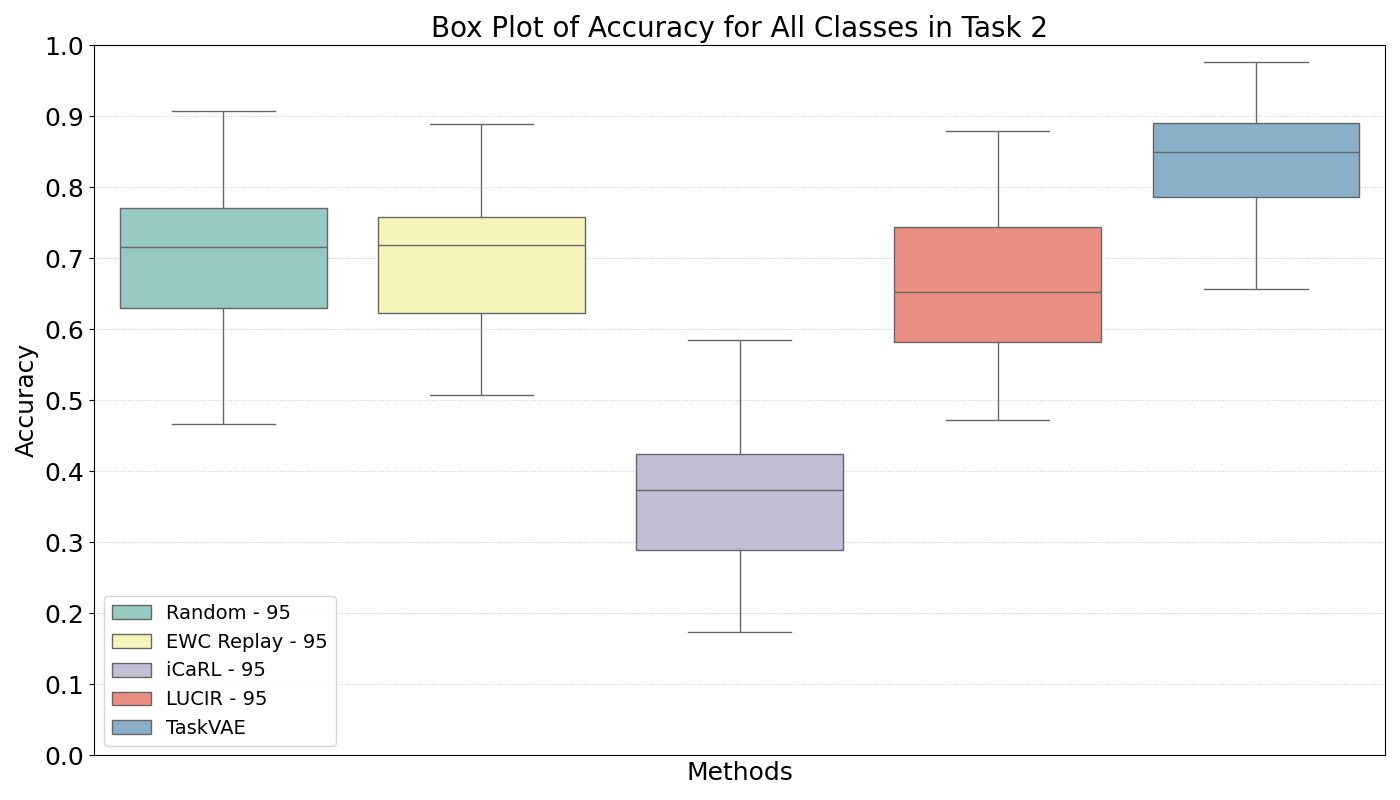 Box Plot of Accuracy for All Classes in Task 2
1.0
0.9
0.8
0.7
0.6
0.5
0.4
0.3
0.2
0.1
0.0
Accuracy
Random - 95
EWC Replay - 95
iCaRL - 95
LUCIR - 95
TaskVAE
Methods